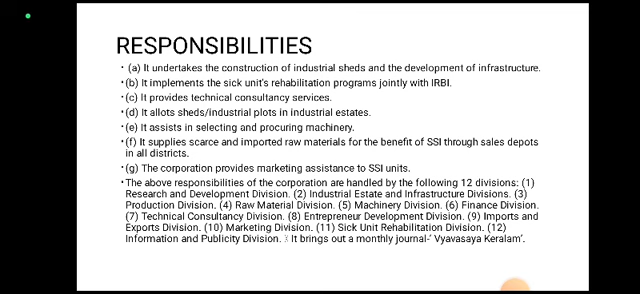 RESPONSIBILITIES
• (a) It undertakes the construction of industrial sheds and the development of infrastructure.
• (b) It implements the sick unit's rehabilitation programs jointly with IRBI.
• (c) It provides technical consultancy services.
• (d) It allots sheds/industrial plots in industrial estates.
• (e) It assists in selecting and procuring machinery.
• (f) It supplies scarce and imported raw materials for the benefit of SSI through sales depots
in all districts.
• (g) The corporation provides marketing assistance to SSI units.
• The above responsibilities of the corporation are handled by the following 12 divisions: (1)
Research and Development Division. (2) Industrial Estate and Infrastructure Divisions. (3)
Production Division. (4) Raw Material Division. (5) Machinery Division. (6) Finance Division.
(7) Technical Consultancy Division. (8) Entrepreneur Development Division. (9) Imports and
Exports Division. (10) Marketing Division. (11) Sick Unit Rehabilitation Division. (12)
Information and Publicity Division. It brings out a monthly journal-' Vyavasaya Keralam'.